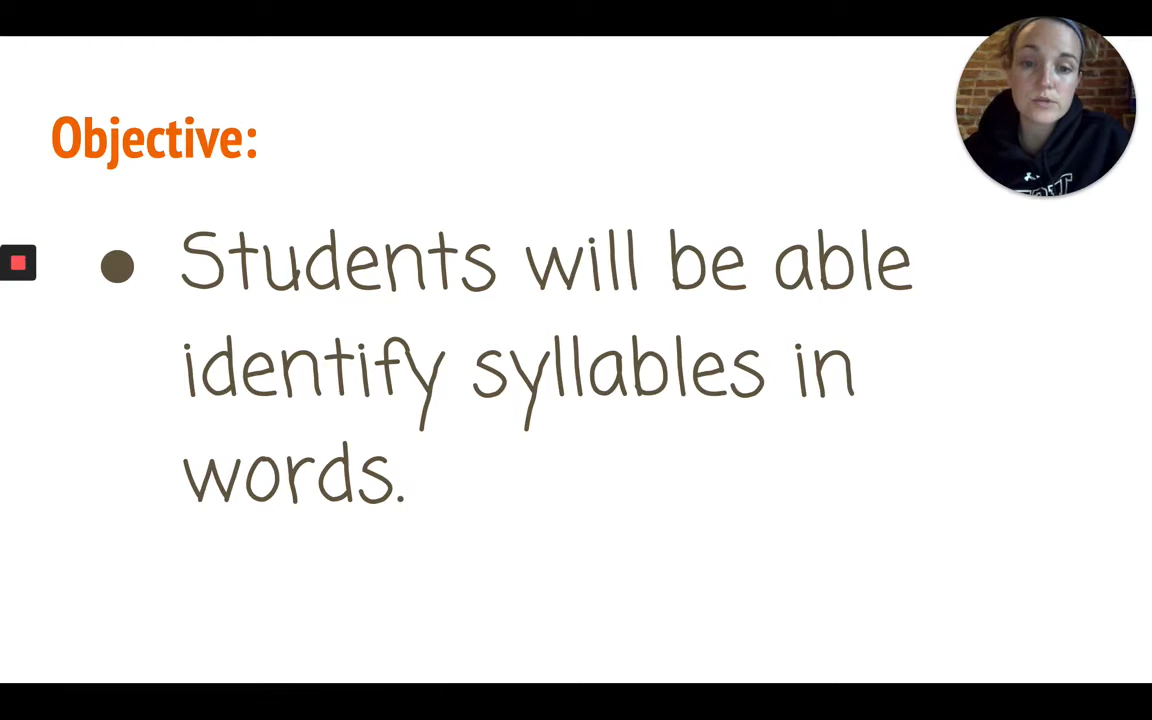 Objective:
● Students will be able
identify syllables in
words.